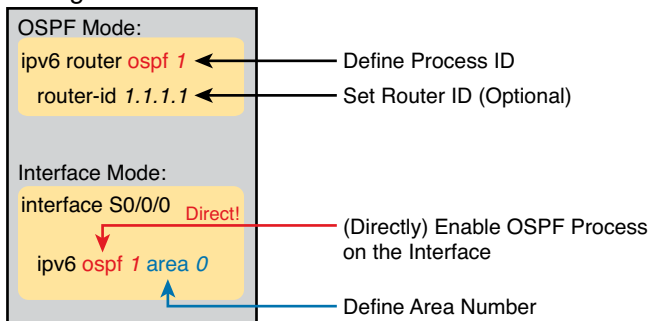 OSPF Mode:
ipv6 router ospf 1
Define Process ID
router-id 1.1.1.1
Set Router ID (Optional)
Interface Mode:
interface S0/0/0
Direct!
(Directly) Enable OSPF Process
on the Interface
ipv6 ospf 1 area 0
Define Area Number